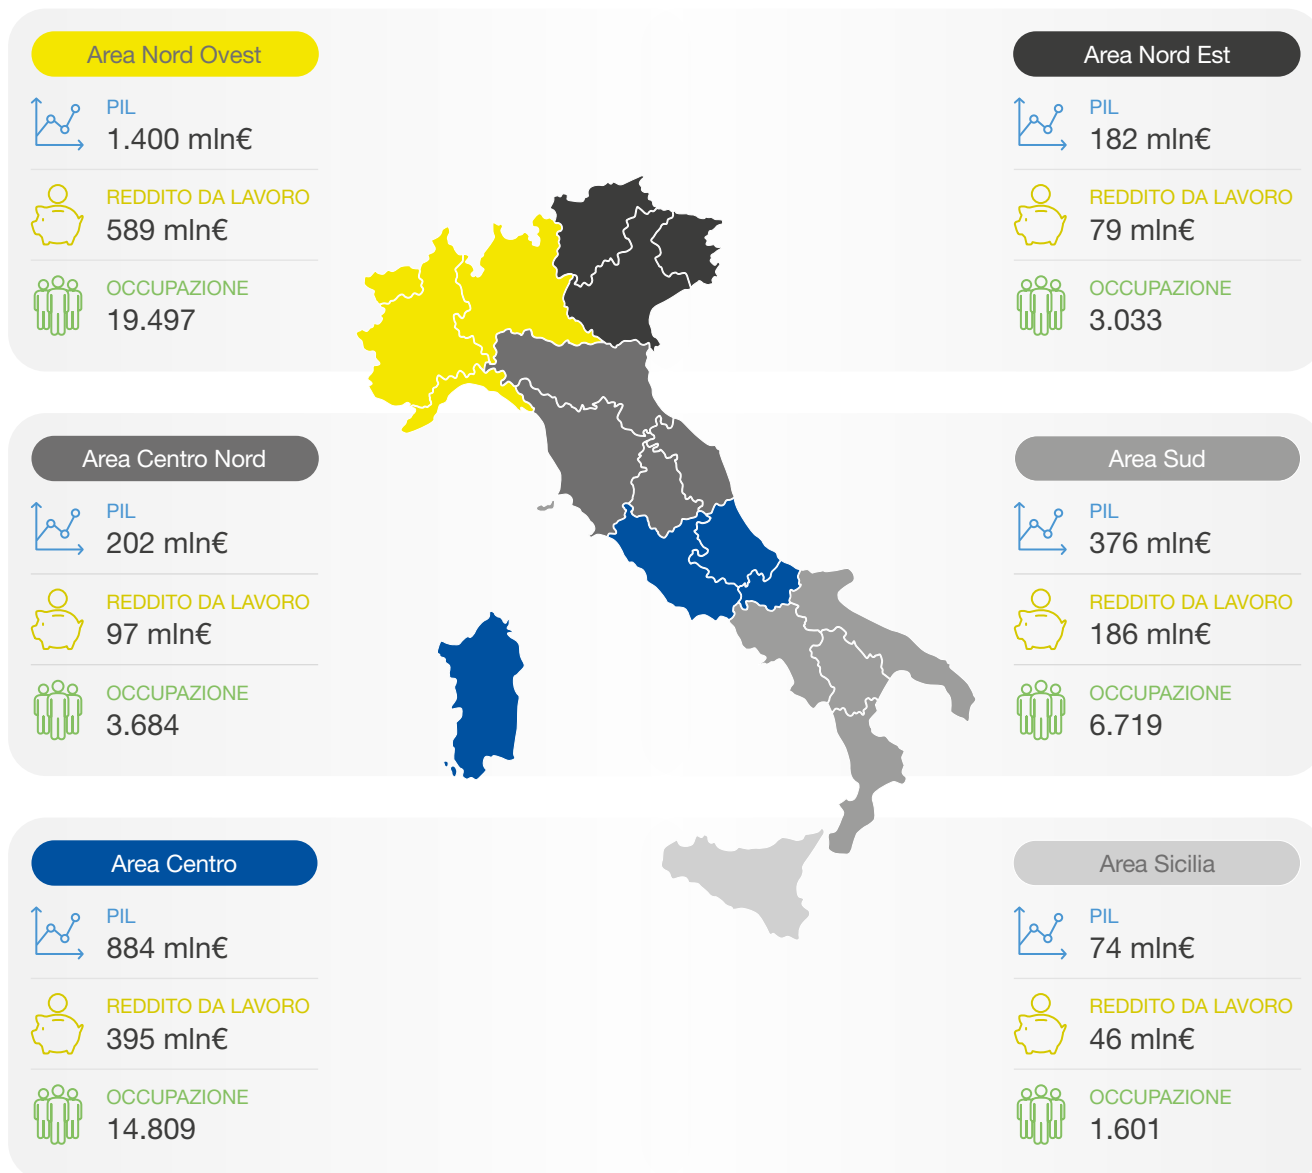 Area Nord Ovest
PIL
1.400 mln€
REDDITO DA LAVORO
589 mln€
OCCUPAZIONE
19.497
Area Nord Est
PIL
182 mln€
REDDITO DA LAVORO
79 mln€
OCCUPAZIONE
3.033
Area Centro Nord
PIL
202 mln€
REDDITO DA LAVORO
97 mln€
OCCUPAZIONE
3.684
Area Sud
PIL
376 mln€
REDDITO DA LAVORO
186 mln€
OCCUPAZIONE
6.719
Area Centro
PIL
884 mln€
REDDITO DA LAVORO
395 mln€
OCCUPAZIONE
14.809
Area Sicilia
PIL
74 mln€
REDDITO DA LAVORO
46 mln€
OCCUPAZIONE
1.601